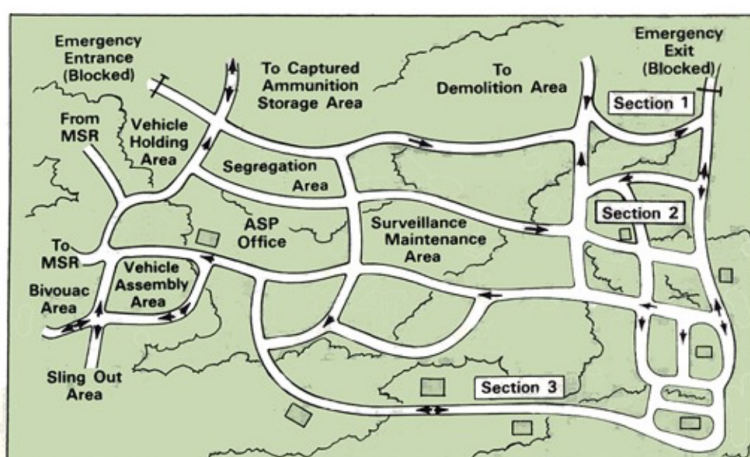 Emergency
Entrance
(Blocked)
To Captured
Ammunition
Storage Area
To
Demolition Area
Emergency
Exit
(Blocked)
Section 1
From
MSR
Vehicle
Holding
Area
Segregation
Area
Section 2
ASP
Office
Surveillance
Maintenance
Area
To
MSR
Vehicle
Assembly
Area
Bivouac
Area
Sling Out
Area
Section 3